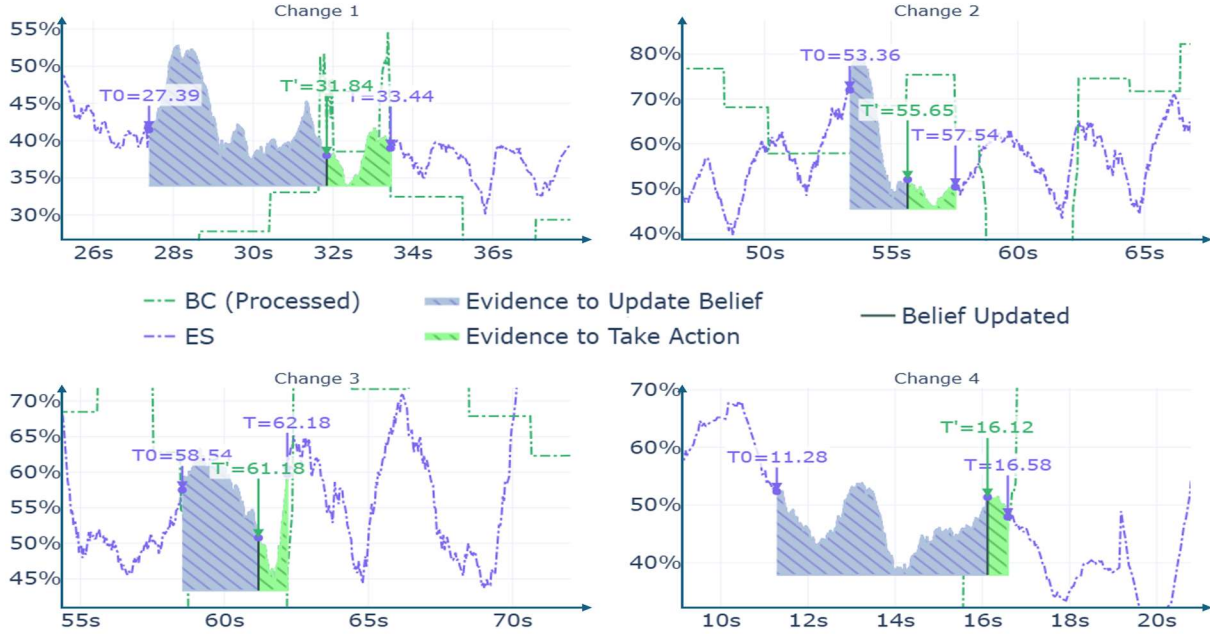 Change 1
Change 2
55%
50%
45%
40%
35%
30%
T0=27.39
T'=31.84
=33.44
26s
28s
30s
32s
34s
36s
80%
70%
60%
50%
40%
T0=53.36
T'=55.65
T=57.54
50s
55s
60s
65s
BC (Processed)
Evidence to Update Belief
Belief Updated
ES
Evidence to Take Action
Change 3
Change 4
70%
65%
60%
55%
50%
45%
T=62.18
T0=58.54
T'=61.18
55s
60s
65s
70s
70%
60%
50%
40%
T'=16.12
T0=11.28
T=16.58
10s
12s
14s
16s
18s
20s